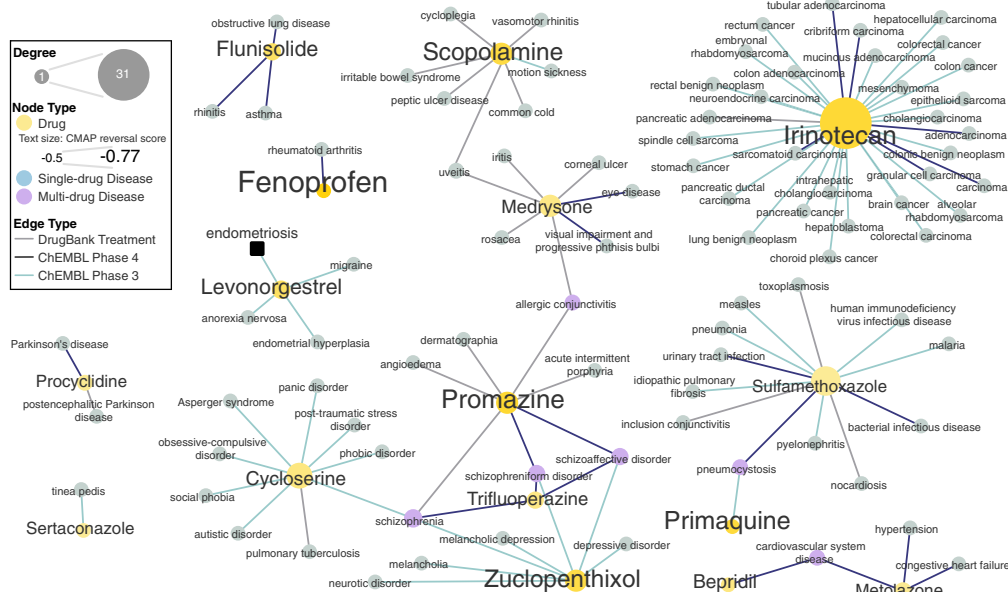 Degree
1
31
Node Type
Drug
Text size: CMAP reversal score
-0.5
-0.77
Single-drug Disease
Multi-drug Disease
Edge Type
DrugBank Treatment
ChEMBL Phase 4
ChEMBL Phase 3
obstructive lung disease
Flunisolide
rhinitis
asthma
rheumatoid arthritis
Fenoprofen
endometriosis
migraine
Levonorgestrel
anorexia nervosa
endometrial hyperplasia
cycloplegia
vasomotor rhinitis
Scopolamine
irritable bowel syndrome
motion sickness
peptic ulcer disease
common cold
uveitis
iritis
corneal ulcer
eye disease
Medrysone
rosacea
visual impairment and
progressive phthisis bulbi
allergic conjunctivitis
tubular adenocarcinoma
hepatocellular carcinoma
rectum cancer
cribriform carcinoma
embryonal
rhabdomyosarcoma
colorectal cancer
mucinous adenocarcinoma
colon cancer
colon adenocarcinoma
rectal benign neoplasm
mesenchymoma
neuroendocrine carcinoma
epithelioid sarcoma
pancreatic adenocarcinoma
cholangiocarcinoma
Irinotecan
adenocarcinoma
spindle cell sarcoma
sarcomatoid carcinoma
colonic benign neoplasm
stomach cancer
granular cell carcinoma
carcinoma
pancreatic ductal
carcinoma
intrahepatic
cholangiocarcinoma
brain cancer
alveolar
rhabdomyosarcoma
pancreatic cancer
hepatoblastoma
lung benign neoplasm
colorectal carcinoma
choroid plexus cancer
Parkinson's disease
Procyclidine
postencephalitic Parkinson
disease
tinea pedis
Sertaconazole
panic disorder
Asperger syndrome
post-traumatic stress
disorder
obsessive-compulsive
disorder
phobic disorder
Cycloserine
social phobia
autistic disorder
pulmonary tuberculosis
schizophrenia
dermatographia
angioedema
acute intermittent
porphyria
Promazine
schizoaffective disorder
schizophreniform disorder
Trifluoperazine
melancholic depression
depressive disorder
melancholia
neurotic disorder
Zuclopenthixol
toxoplasmosis
measles
human immunodeficiency
virus infectious disease
pneumonia
malaria
urinary tract infection
idiopathic pulmonary
fibrosis
Sulfamethoxazole
inclusion conjunctivitis
bacterial infectious disease
pyelonephritis
pneumocystosis
nocardiosis
Primaquine
hypertension
cardiovascular system
disease
congestive heart failure
Bepridil
Metolazone